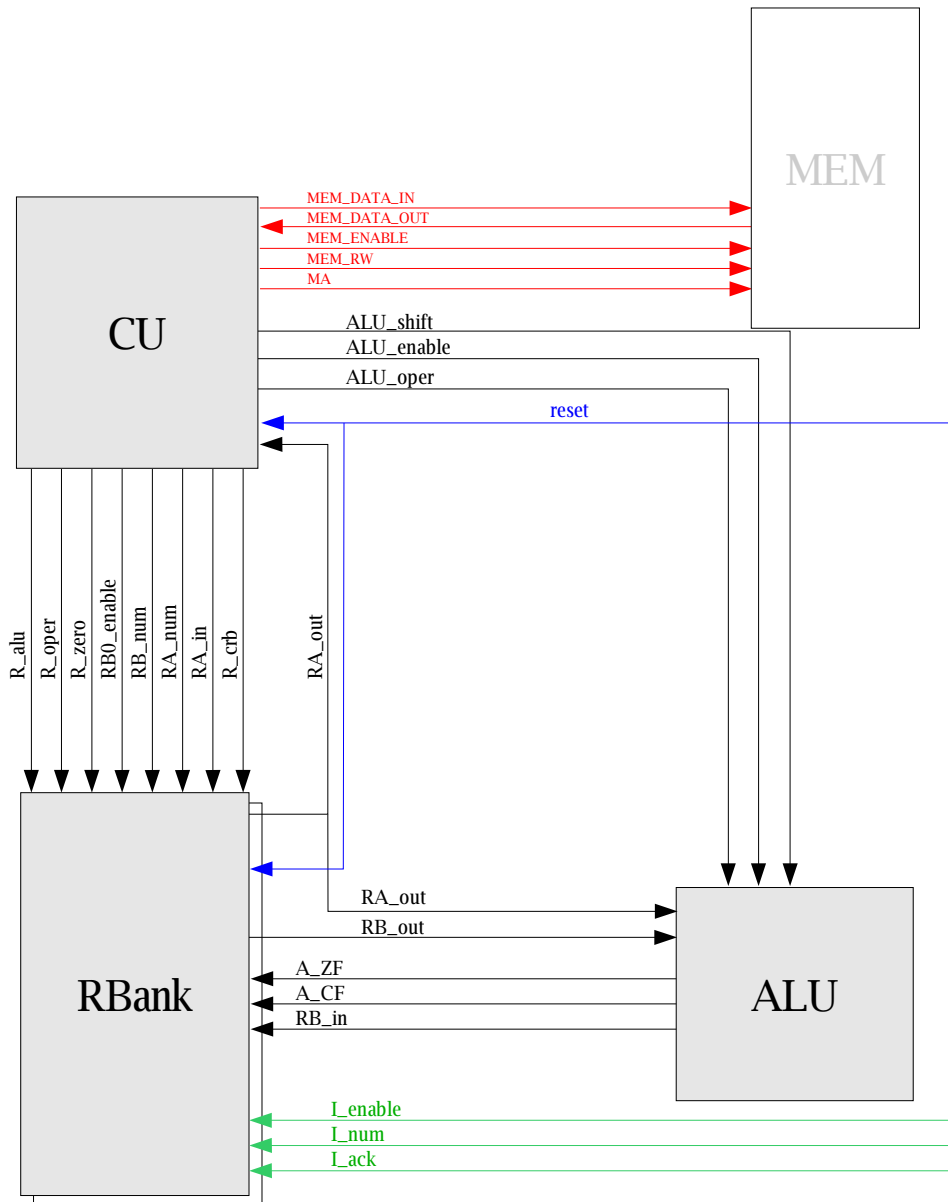 MEM
MEM_DATA_IN
MEM_DATA_OUT
MEM_ENABLE
MEM_RW
MA
CU
ALU_shift
ALU_enable
ALU_oper
reset
R_alu
R_oper
R_zero
RB0_enable
RB_num
RA_num
RA_in
R_crb
RA_out
RA_out
RB_out
A_ZF
A_CF
RB_in
RBank
ALU
I_enable
I_num
I_ack